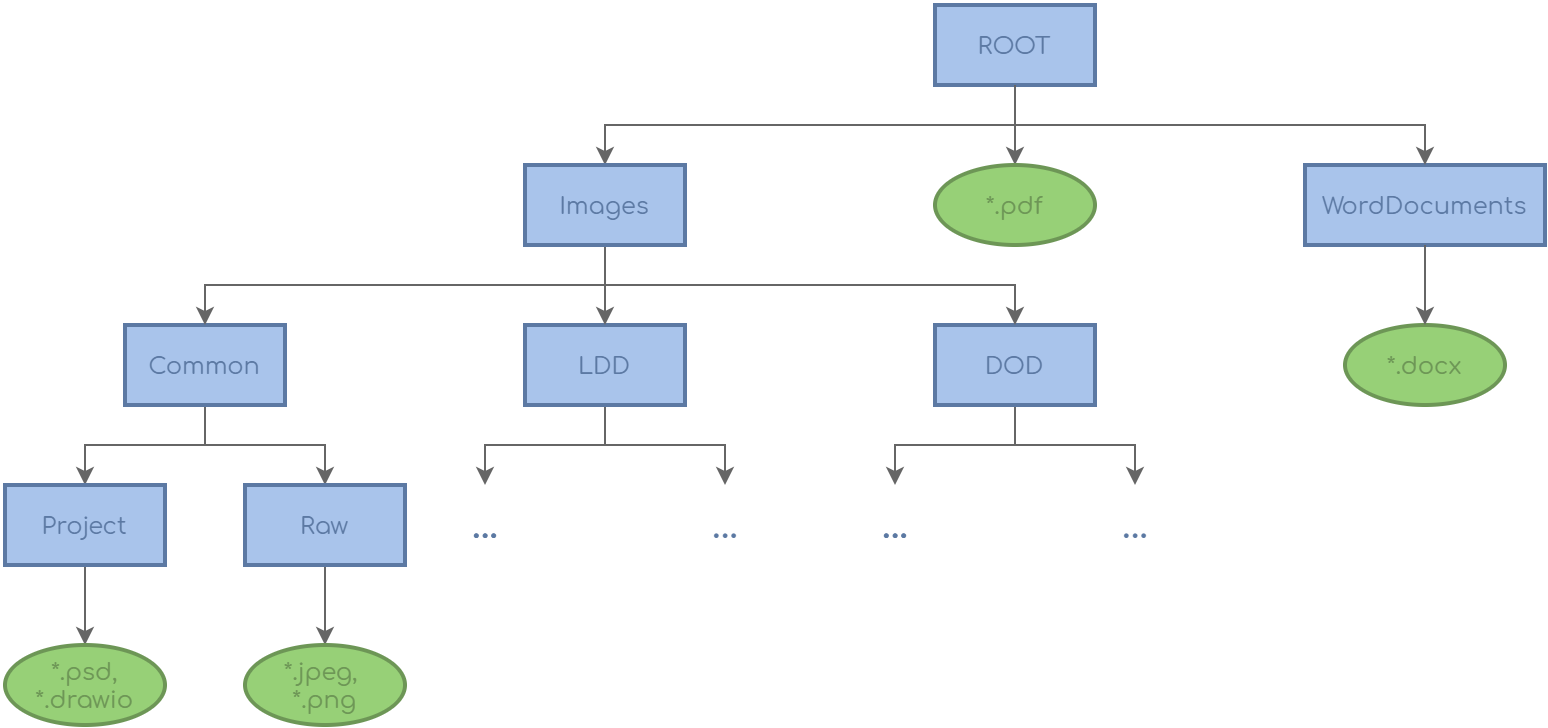 ROOT
Images
*.pdf
WordDocuments
Common
LDD
DOD
*.docx
Project
Raw
...
...
...
...
*.psd,
*.drawio
*.jpeg,
*.png